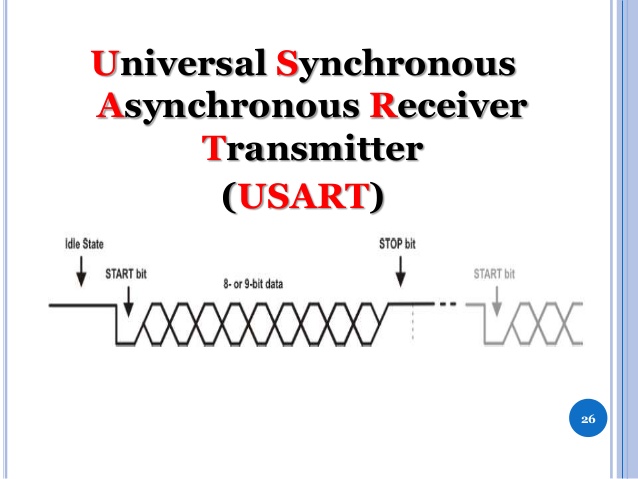 Universal Synchronous
Asynchronous Receiver
Transmitter
(USART)
Idle State
STOP bit
START bit
8- or 9-bit data
START bit
26